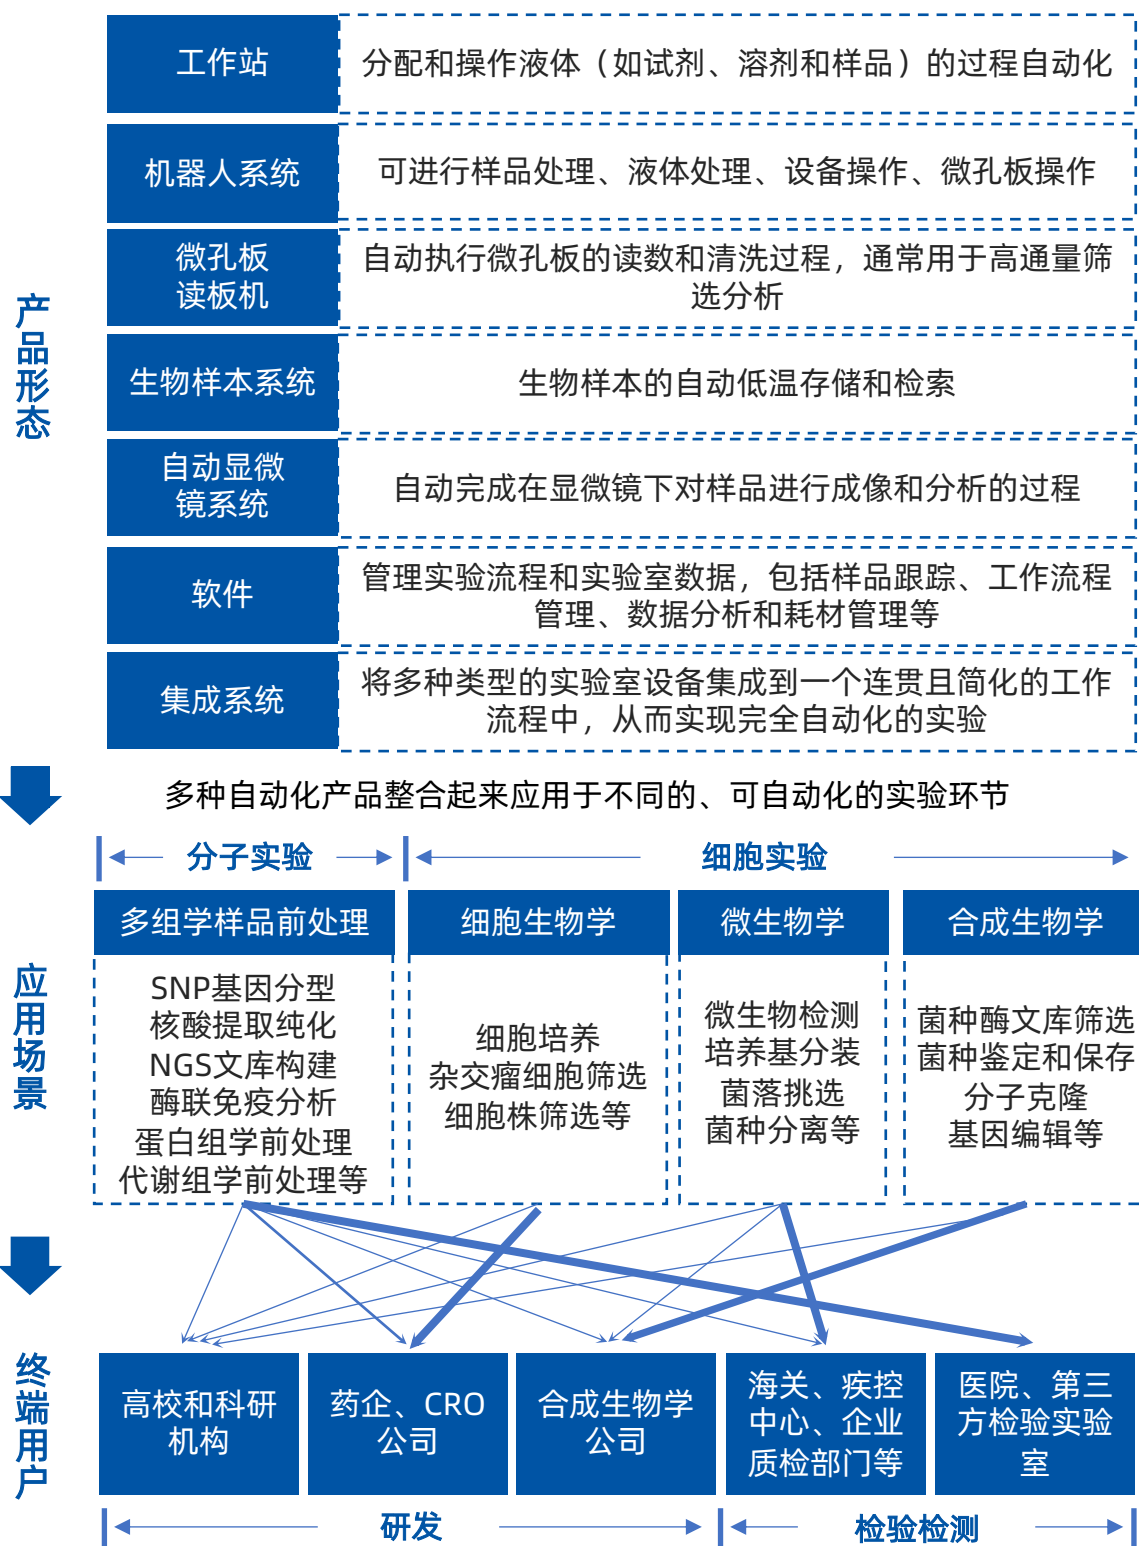 产品形态
工作站
分配和操作液体（如试剂、溶剂和样品）的过程自动化
机器人系统
可进行样品处理、液体处理、设备操作、微孔板操作
微孔板
读板机
自动执行微孔板的读数和清洗过程，通常用于高通量筛
选分析
生物样本系统
生物样本的自动低温存储和检索
自动显微
镜系统
自动完成在显微镜下对样品进行成像和分析的过程
软件
管理实验流程和实验室数据，包括样品跟踪、工作流程
管理、数据分析和耗材管理等
集成系统
将多种类型的实验室设备集成到一个连贯且简化的工作
流程中，从而实现完全自动化的实验
多种自动化产品整合起来应用于不同的、可自动化的实验环节
应用场景
分子实验
细胞实验
多组学样品前处理
SNP基因分型
核酸提取纯化
NGS文库构建
酶联免疫分析
蛋白组学前处理
代谢组学前处理等
细胞生物学
细胞培养
杂交瘤细胞筛选
细胞株筛选等
微生物学
微生物检测
培养基分装
菌落挑选
菌种分离等
合成生物学
菌种酶文库筛选
菌种鉴定和保存
分子克隆
基因编辑等
终端用户
高校和科研
机构
药企、CRO
公司
合成生物学
公司
海关、疾控
中心、企业
质检部门等
医院、第三
方检验实验
室
研发
检验检测